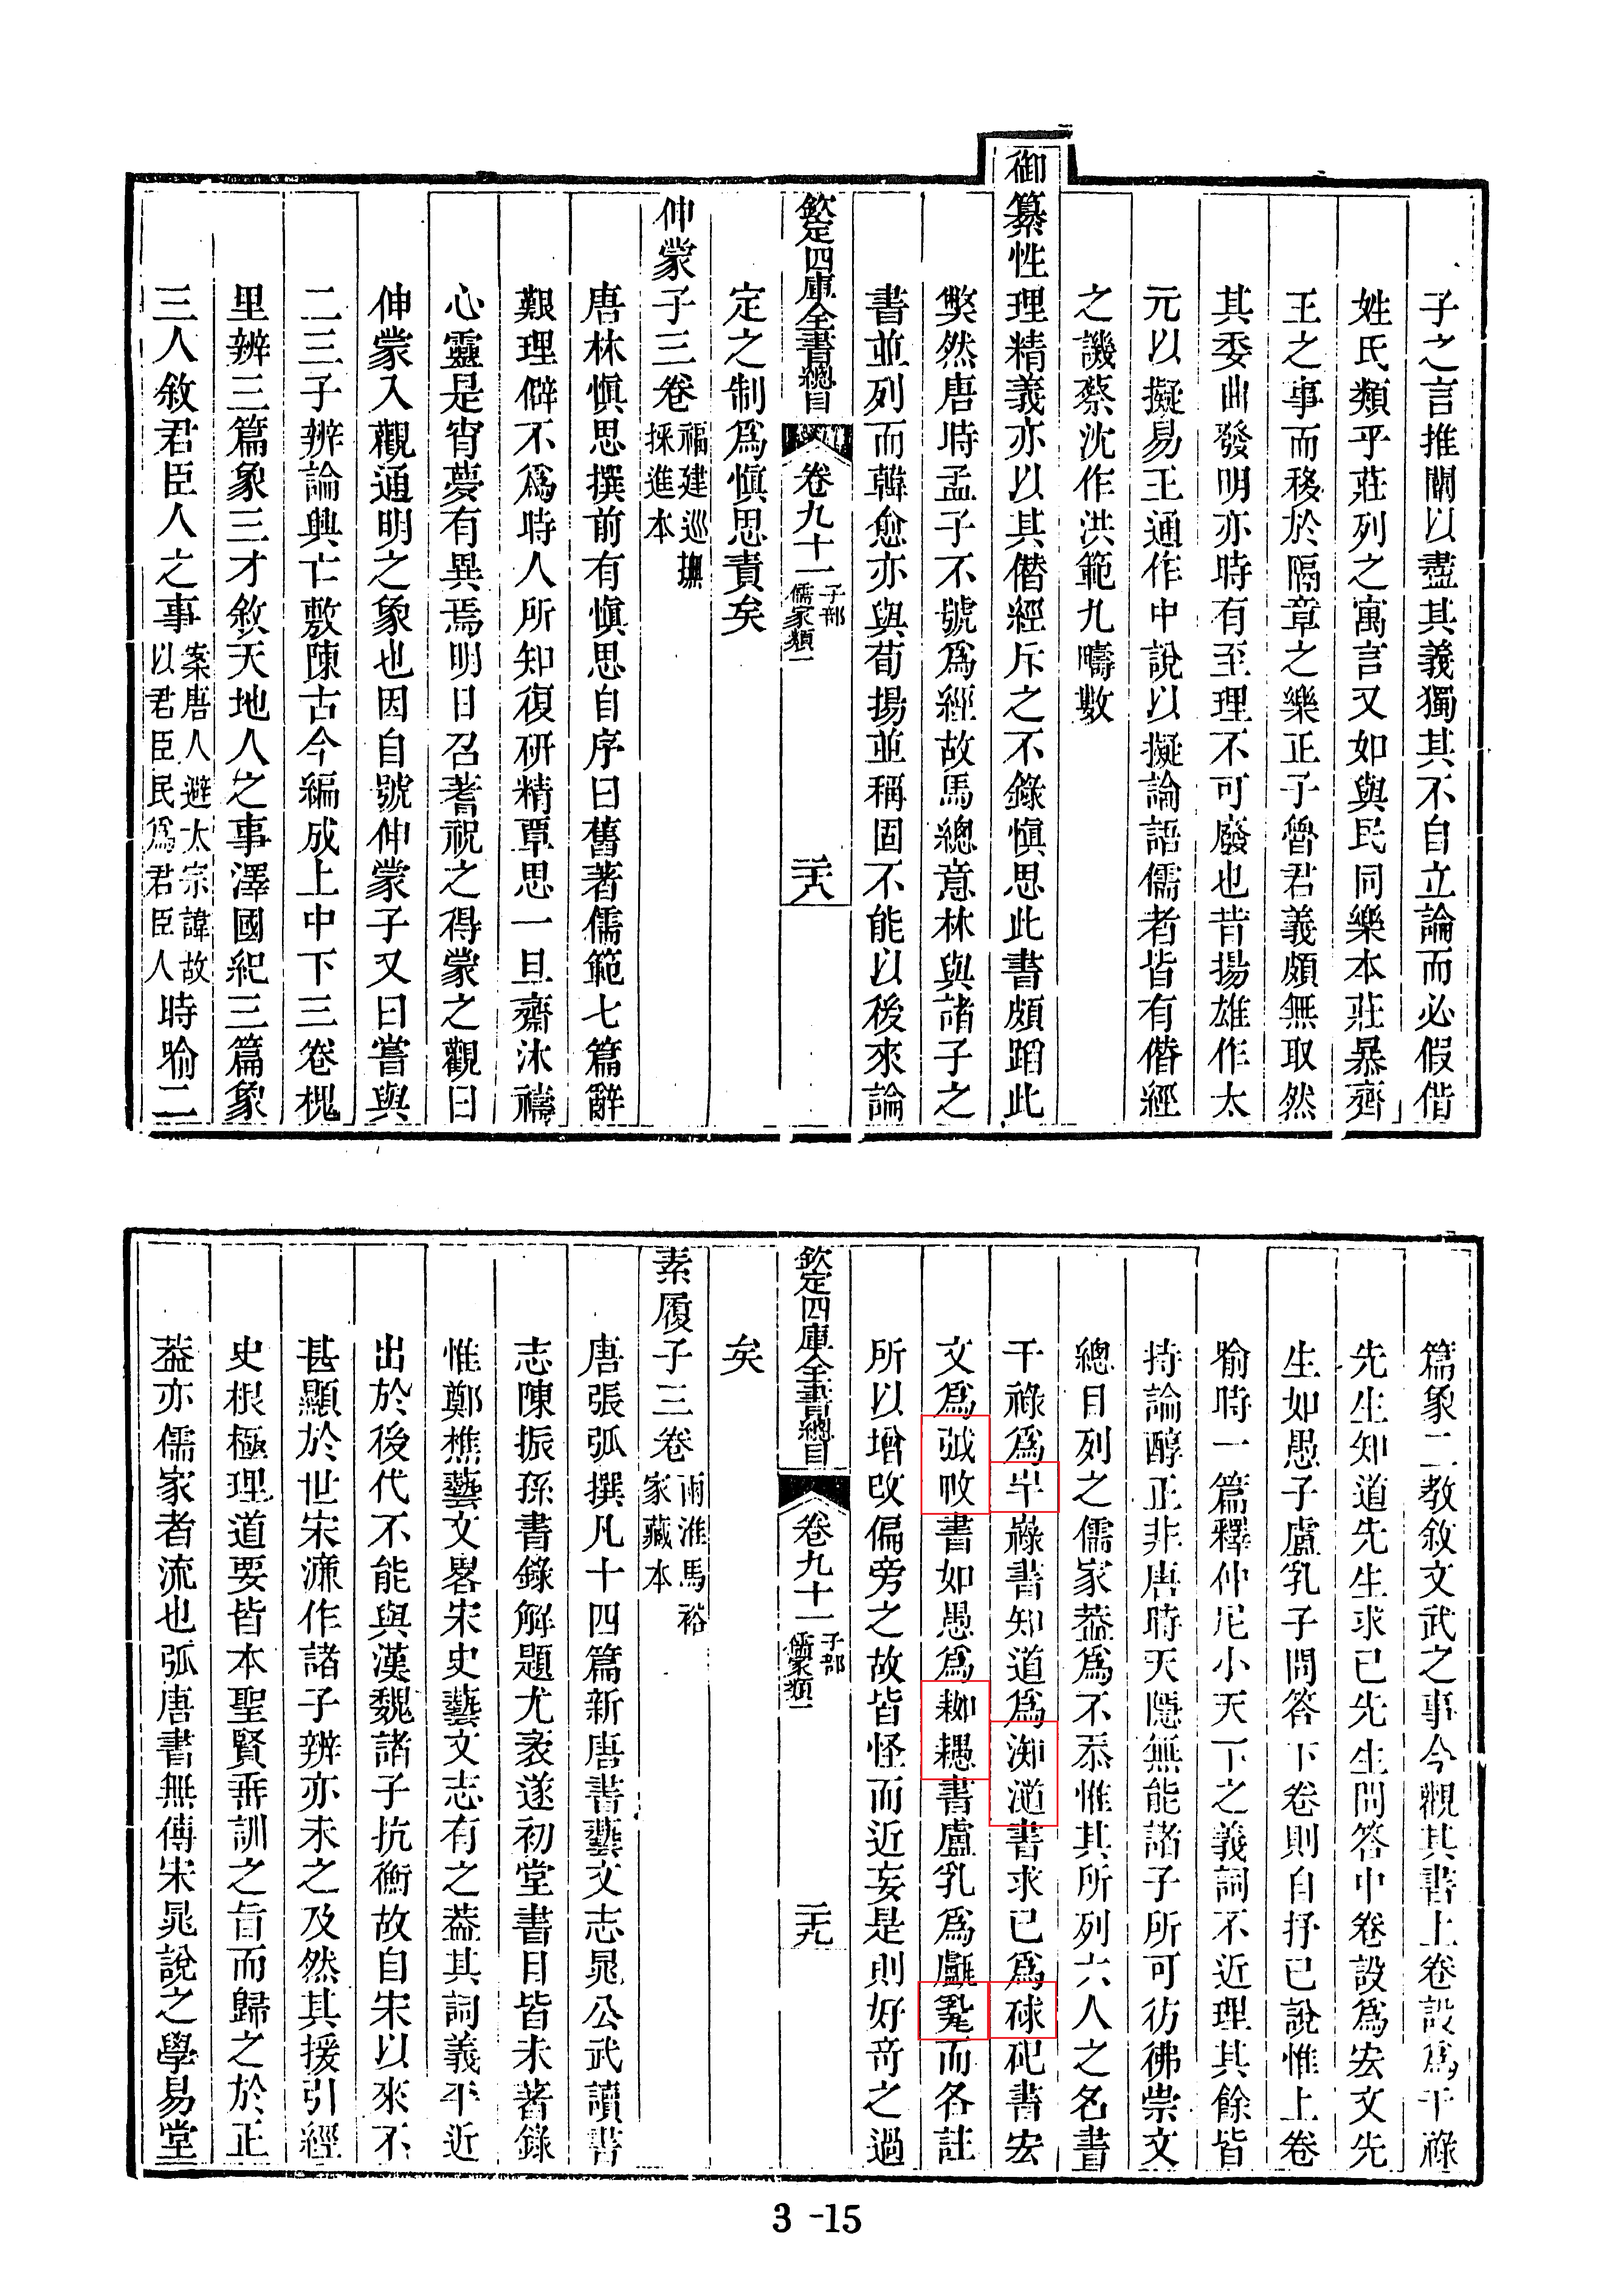 子之言推闡以盡其義獨其不自立論而必假偕
姓氏類乎莊列之寓言又如與民同樂本莊暴齊
王之事而移於隔章之樂正子魯君義頗無取然
其委曲發明亦時有至理不可廢也昔揚雄作太
元以擬易王通作中說以擬論語儒者皆有僭經
之譏蔡沈作洪範九疇數
御纂性理精義亦以其僭經斥之不錄愼思此書頗蹈此
獘然唐時孟子不號爲經故馬總意林與諸子之
書並列而韓愈亦與荀揚並稱固不能以後來論
欽定四庫全書總目 卷九十一 子部 儒家類一 二十八
定之制爲愼思責矣
伸蒙子三卷 福建巡撫採進本
唐林愼思撰前有愼思自序曰舊著儒範七篇辭
艱理僻不爲時人所知復研精覃思一旦齋沐禱
心靈是宵夢有異焉明日召蓍祝之得蒙之觀曰
伸蒙入觀通明之象也因自號伸蒙子又曰嘗與
二三子辨論興亡敷陳古今編成上中下三卷槐
里辨三篇象三才敘天地人之事澤國紀三篇象
三人敘君臣人之事 案唐人避太宗諱故以君臣民爲君臣人 時喻二
篇象二教敘文武之事今觀其書上卷設爲干祿
先生知道先生求已先生問答中卷設爲宏文先
生如愚子盧乳子問答下卷則自抒已說惟上卷
喻時一篇釋仲尼小天下之義詞不近理其餘皆
持論醇正非唐時天隱無能諸子所可彷彿崇文
總目列之儒家葢爲不忝惟其所列六人之名書
干祿爲書知道爲書求已爲書宏
文爲書如愚爲書盧乳爲而各註
所以增改偏旁之故皆怪而近妄是則好奇之過
欽定四庫全書總目 卷九十一 子部 儒家類一 二十九
矣
素履子三卷 兩淮馬裕家藏本
唐張弧撰凡十四篇新唐書藝文志晁公武讀書
志陳振孫書錄解題尤袤遂初堂書目皆未著錄
惟鄭樵藝文畧宋史藝文志有之葢其詞義平近
出於後代不能與漢魏諸子抗衡故自宋以來不
甚顯於世宋濂作諸子辨亦未之及然其援引經
史根極理道要皆本聖賢垂訓之旨而歸之於正
葢亦儒家者流也弧唐書無傳宋晁說之學易堂
3-15